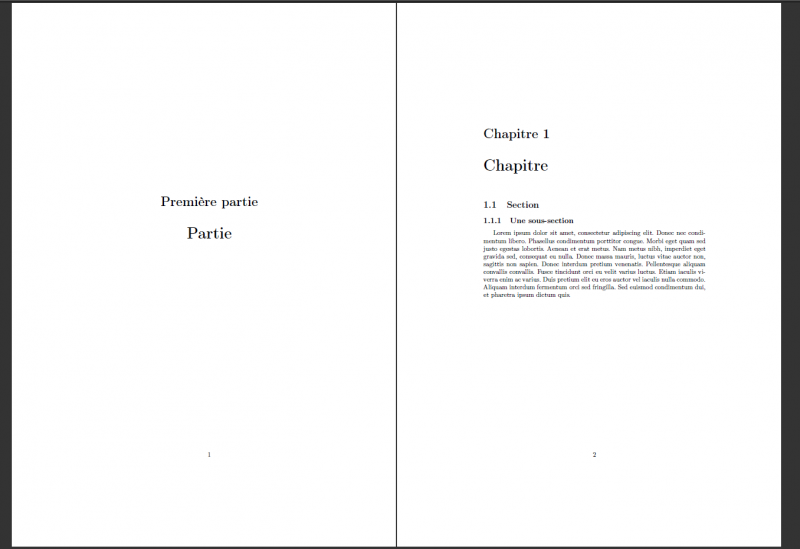 Première partie
Partie
1
Chapitre 1
Chapitre
1.1 Section
1.1.1 Une sous-section
Lorem ipsum dolor sit amet, consectetur adipiscing elit. Donec nec condi-
mentum libero. Phasellus condimentum porttitor congue. Morbi eget quam sed
justo egestas lobortis. Aenean et erat metus. Nam metus nibh, imperdiet eget
gravida sed, consequat eu nulla. Donec massa mauris, luctus vitae auctor non,
sagittis non sapien. Donec interdum pretium venenatis. Pellentesque aliquam
convallis convallis. Fusce tincidunt orci eu velit varius luctus. Etiam iaculis vi-
verra enim ac varius. Duis pretium elit eu eros auctor vel iaculis nulla commodo.
Aliquam interdum fermentum orci sed fringilla. Sed euismod condimentum dui,
et pharetra ipsum dictum quis.
2